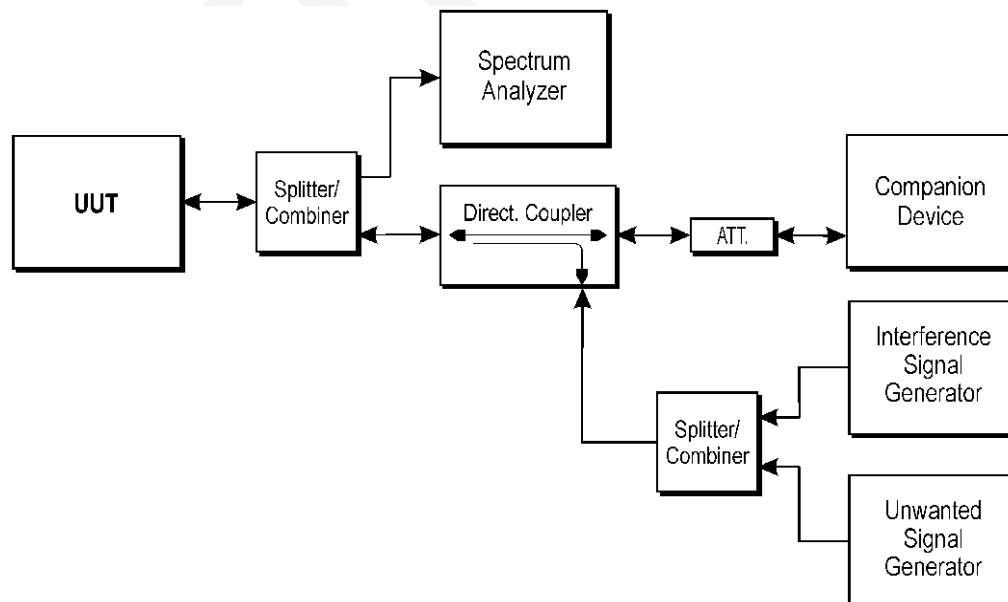 Spectrum
Analyzer
UUT
Splitter/
Combiner
Direct. Coupler
ATT.
Companion
Device
Interference
Signal
Generator
Splitter/
Combiner
Unwanted
Signal
Generator